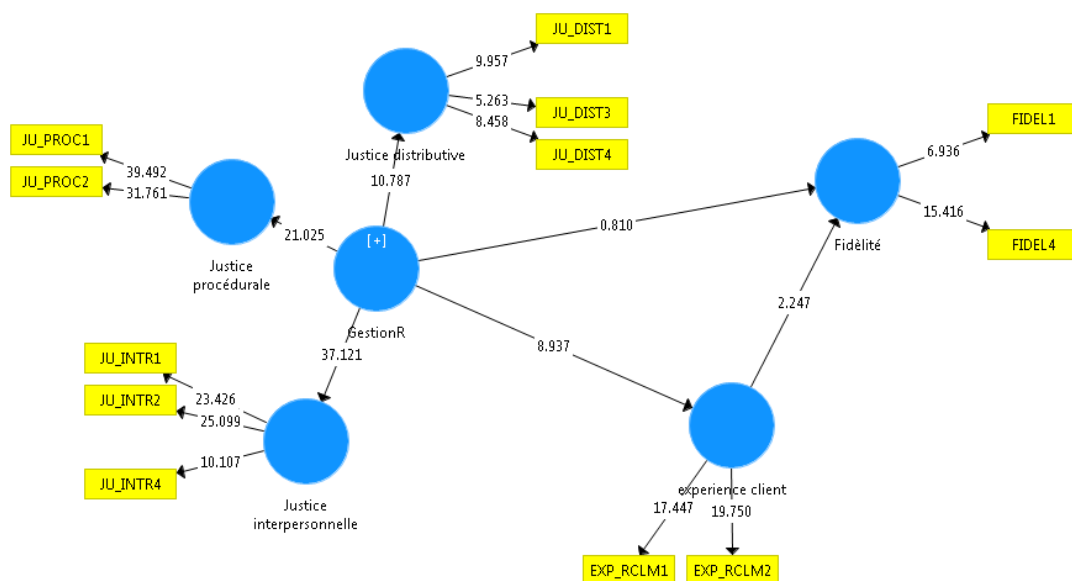 JU_DIST1
9.957
5.263
JU_DIST3
8.458
JU_DIST4
Justice distributive
10.787
JU_PROC1
39.492
JU_PROC2
31.761
21.025
Justice
procédurale
[+]
GestionR
0.810
FIDEL1
6.936
15.416
FIDEL4
Fidèlité
2.247
8.937
37.121
JU_INTR1
23.426
JU_INTR2
25.099
10.107
JU_INTR4
Justice
interpersonnelle
experience client
17.447
19.750
EXP_RCLM1
EXP_RCLM2